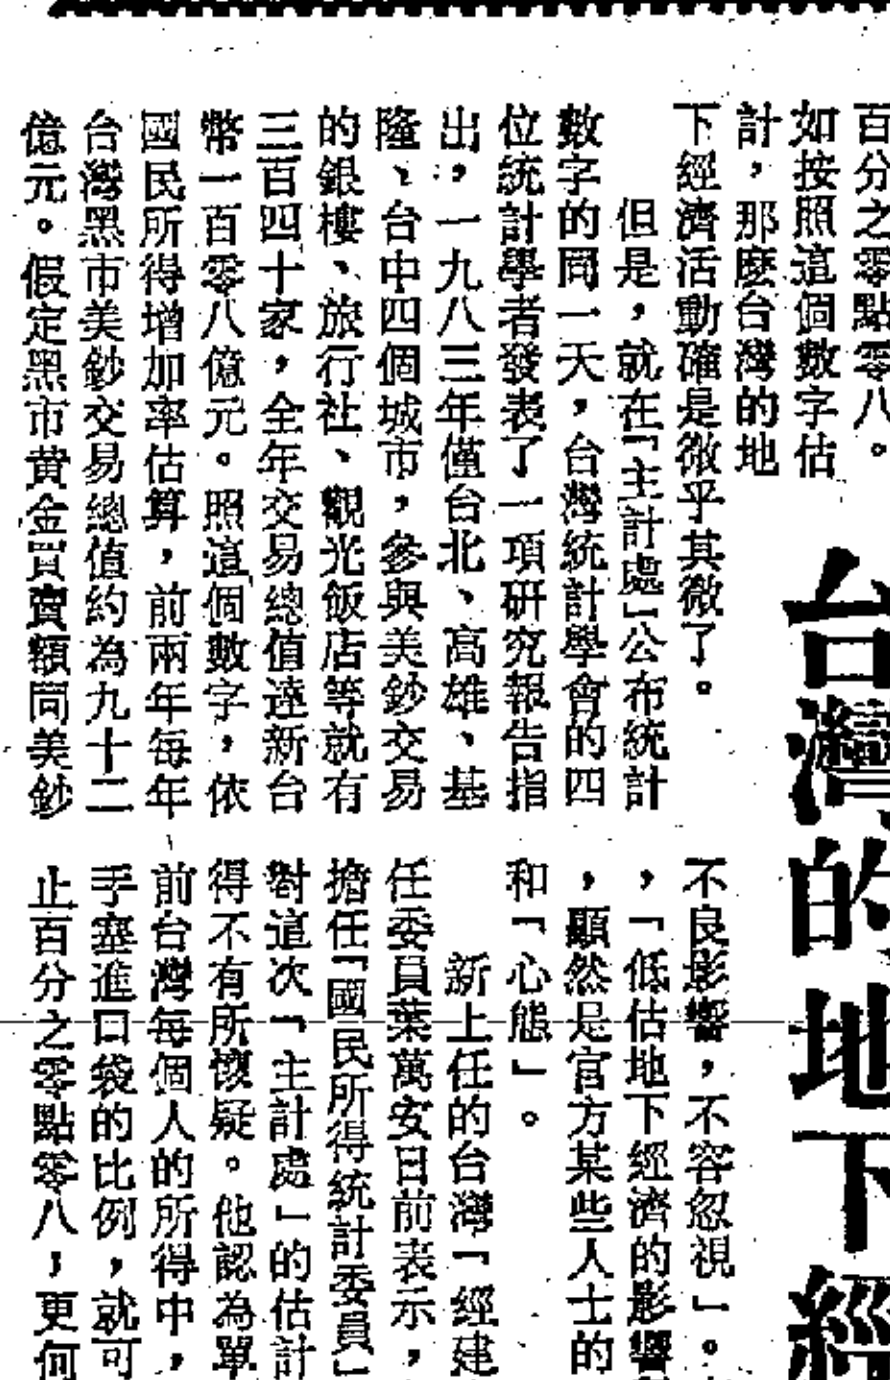 百分之零點零八。
如按照這個數字估
計，那麼台灣的地
下經濟活動確是微乎其微了。
但是，就在「主計處」公布統計
數字的同一天，台灣統計學會的四
位統計學者發表了一項研究報告指
出，一九八三年僅台北、高雄、基
隆、台中四個城市，參與美鈔交易
的銀樓、旅行社、觀光飯店等就有
三百四十家，全年交易總值達新台
幣一百零八億元。照這個數字，依
國民所得增加率估算，前兩年每年
台灣黑市美鈔交易總值約為九十二
億元。假定黑市黃金買賣額同美鈔
台灣的地下經
不良影響，不容忽視」。
，「低估地下經濟的影響
，顯然是官方某些人士的
和「心態」。
新上任的台灣「經建
任委員葉萬安日前表示，
擔任「國民所得統計委員」
對這次「主計處」的估計
得不有所懷疑。他認為單
前台灣每個人的所得中，
手塞進口袋的比例，就可
止百分之零點零八，更何